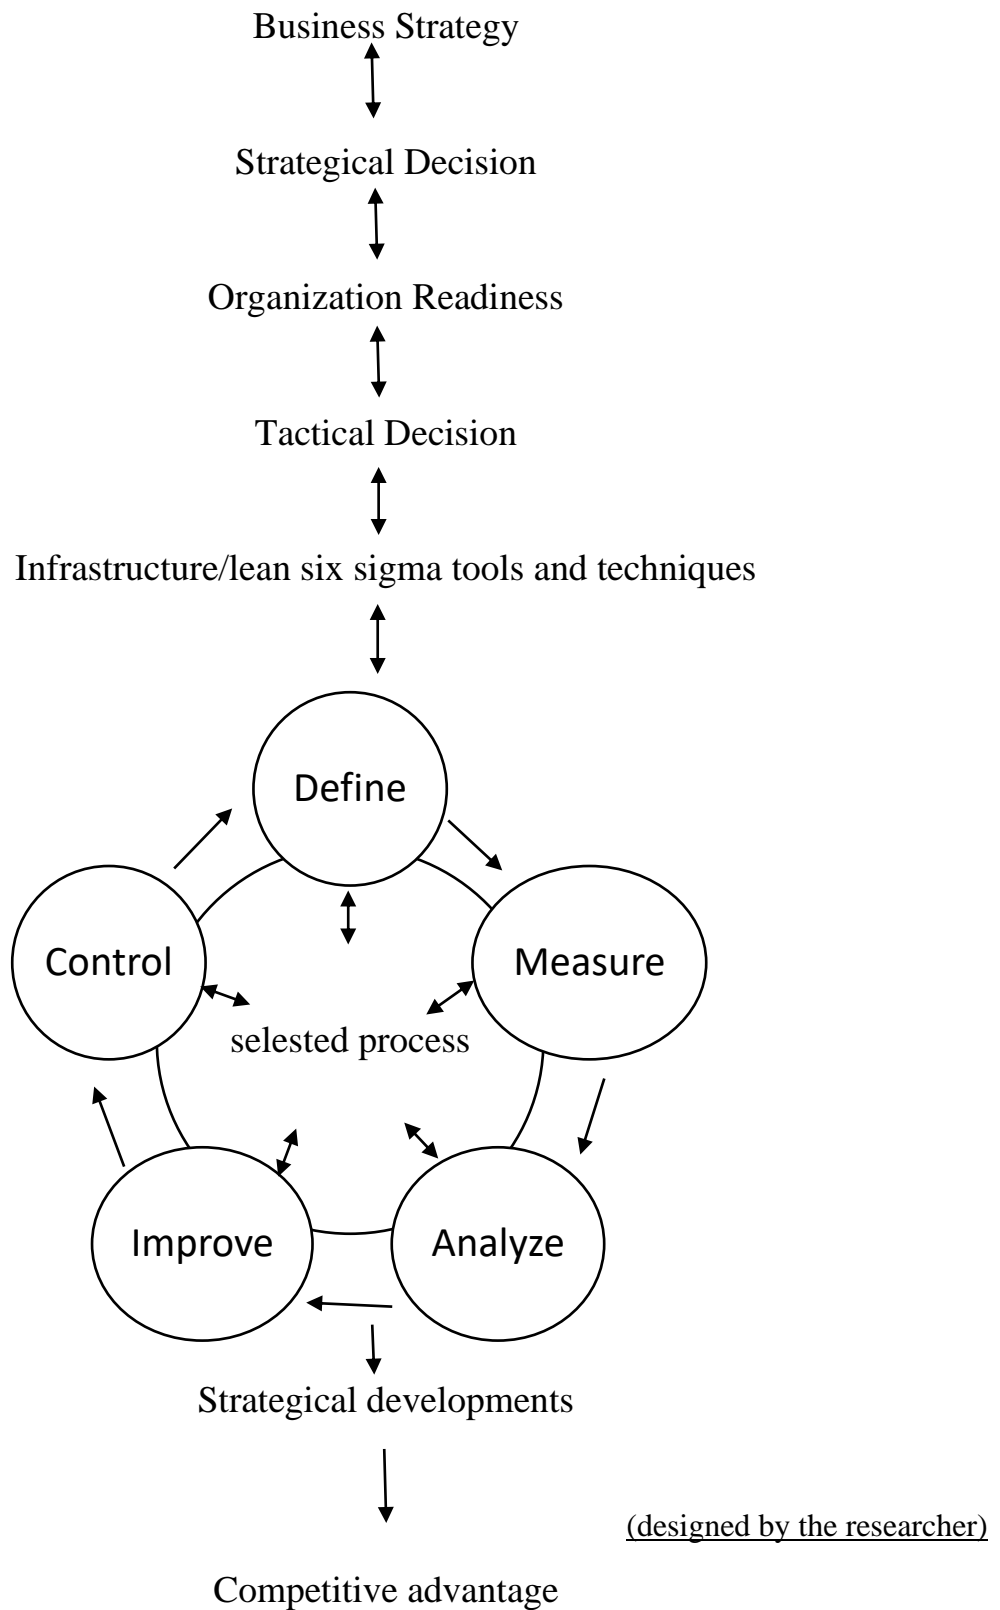 Business Strategy
Strategical Decision
Organization Readiness
Tactical Decision
Infrastructure/lean six sigma tools and techniques
Define
Control
Measure
selested process
Improve
Analyze
Strategical developments
(designed by the researcher)
Competitive advantage